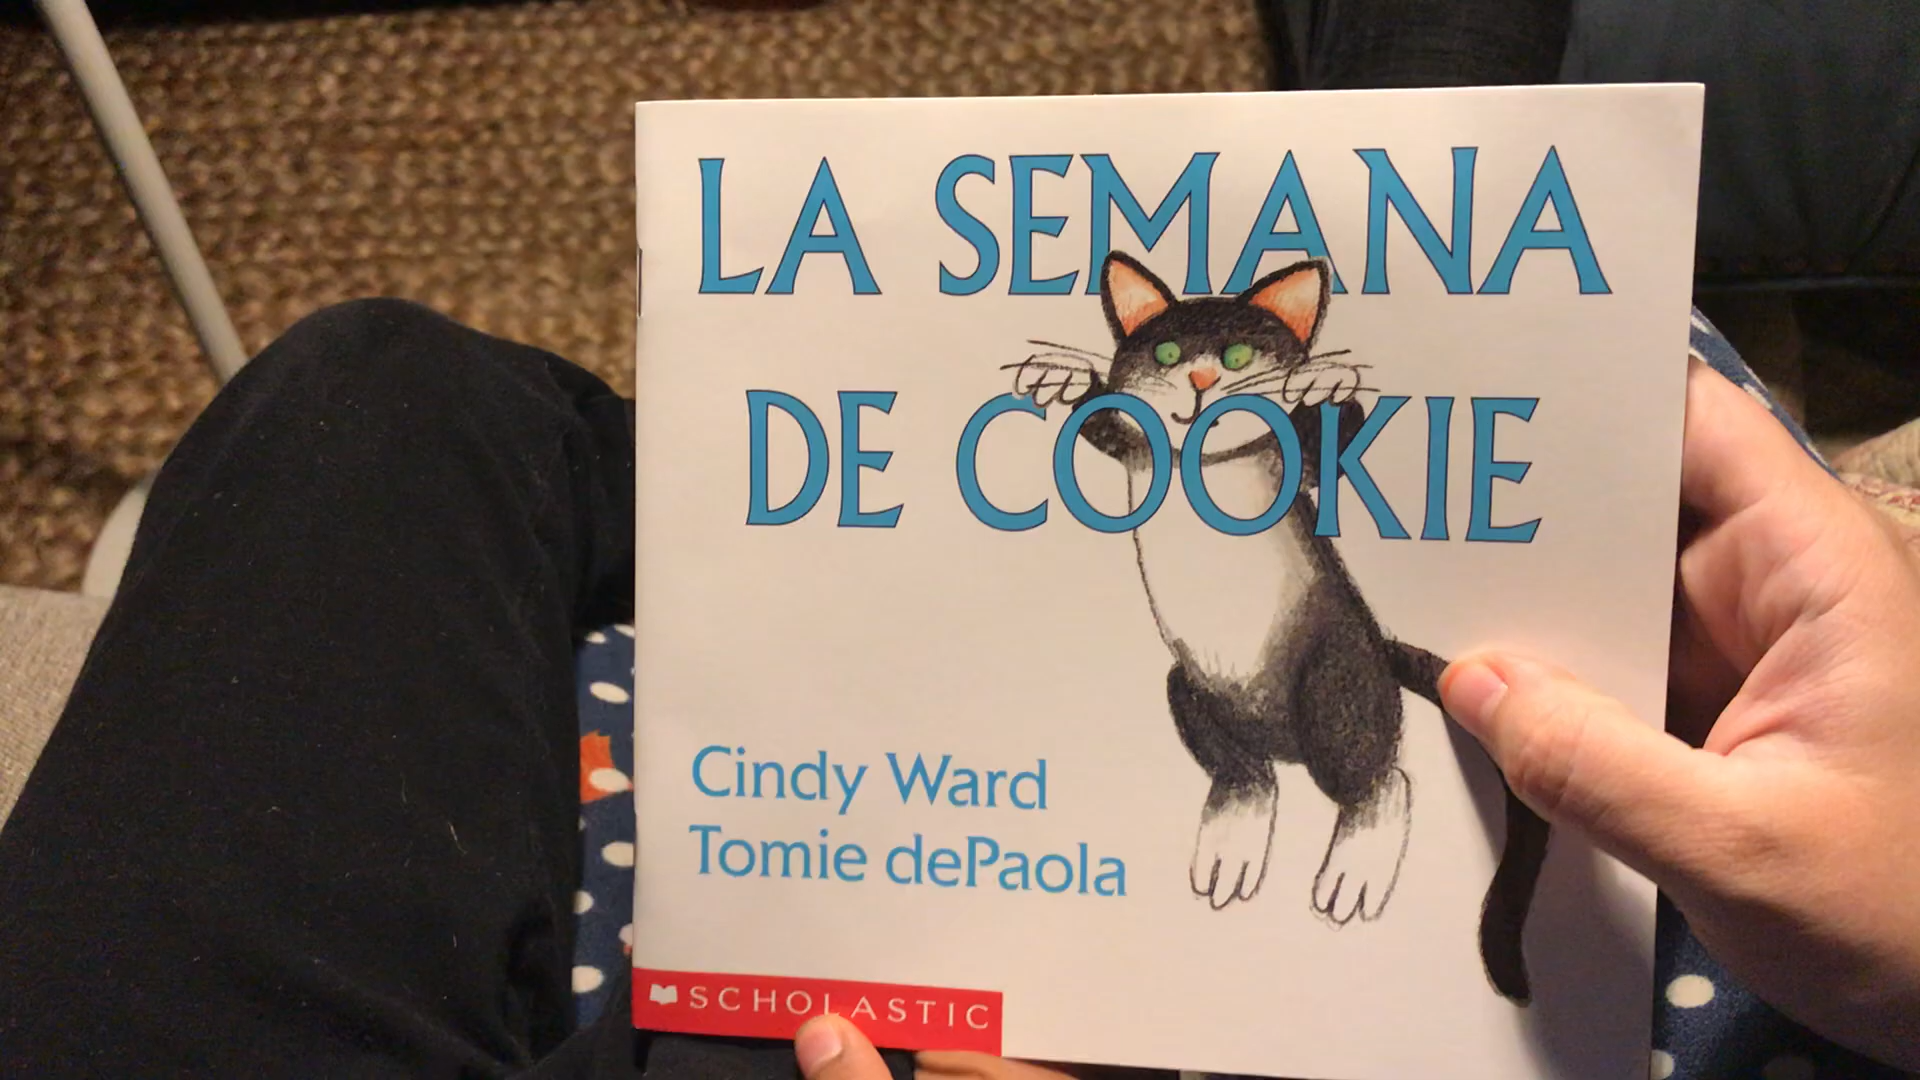 LA SEMANA
DE COOKIE
Cindy Ward
Tomie dePaola
SCHOLASTIC